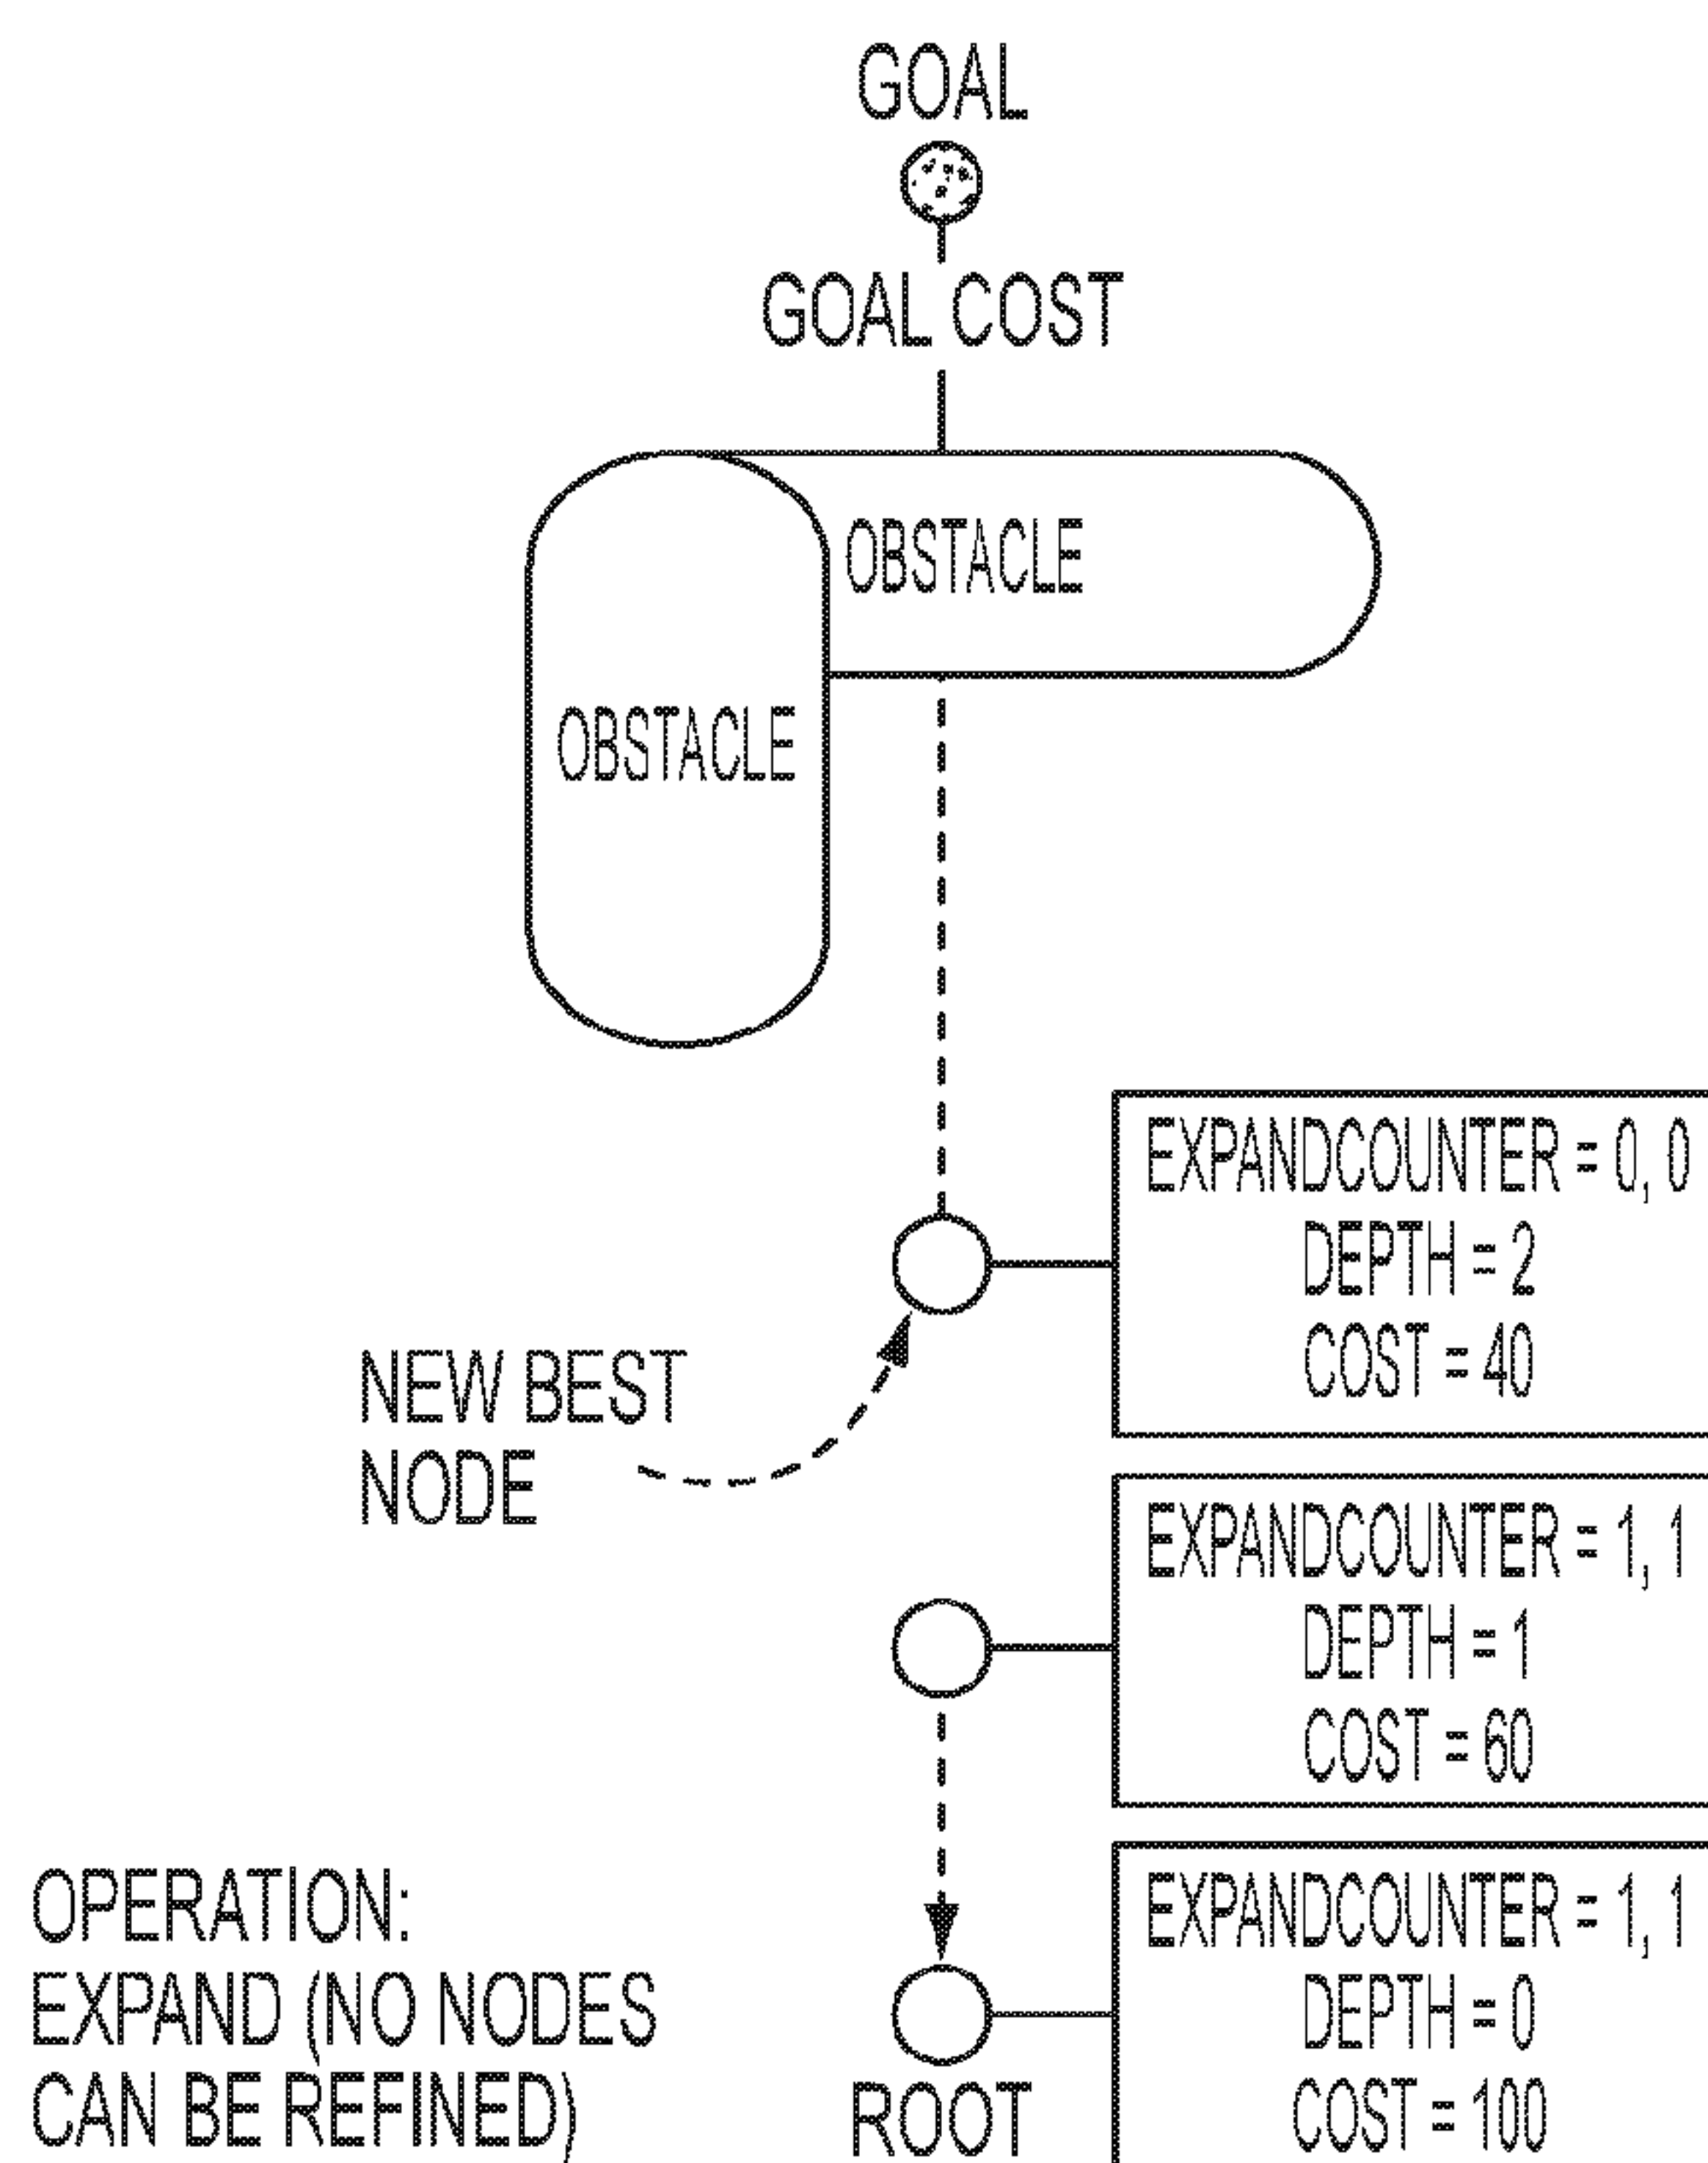 GOAL
GOAL COST
OBSTACLE
OBSTACLE
EXPANDCOUNTER = 0, 0
DEPTH = 2
COST = 40
NEW BEST
NODE
EXPANDCOUNTER = 1, 1
DEPTH = 1
COST = 60
OPERATION:
EXPAND (NO NODES
CAN BE REFINED)
ROOT
EXPANDCOUNTER = 1, 1
DEPTH = 0
COST = 100